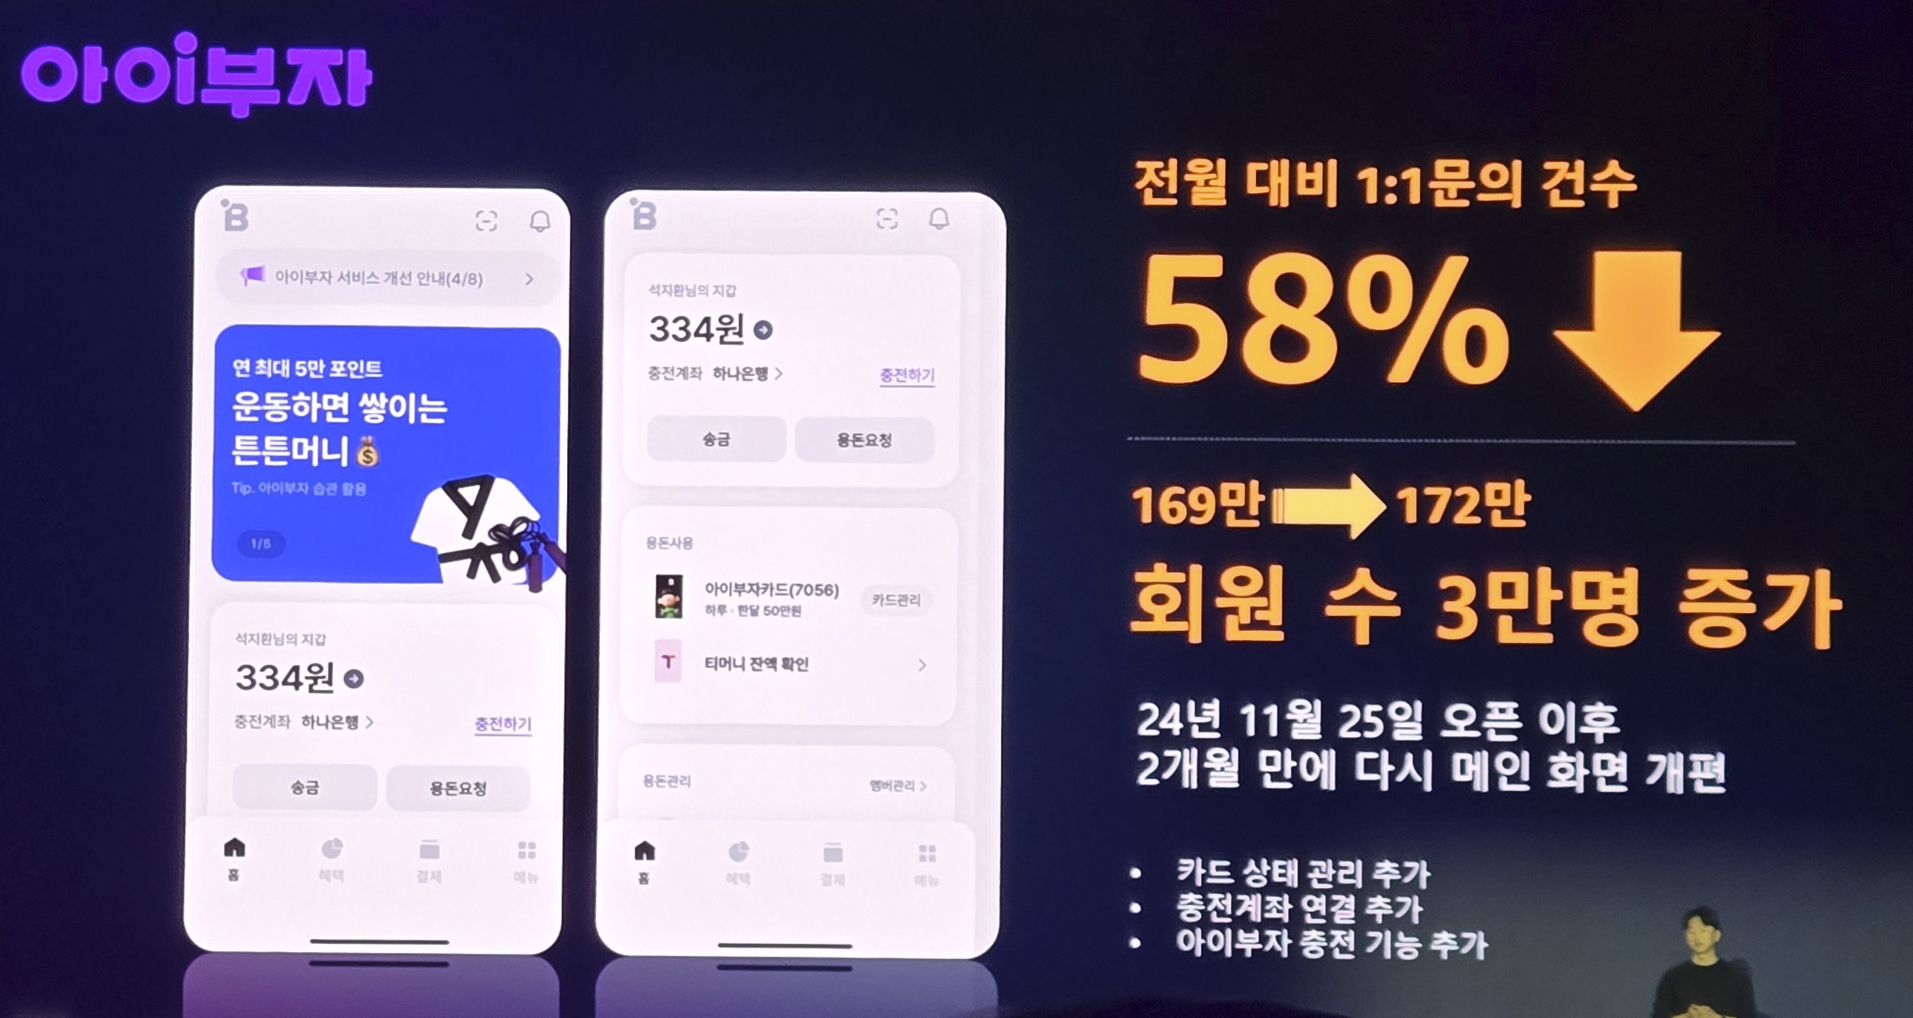 아이부자
아이부자 서비스 개선 안내(4/8)
연 최대 5만 포인트
운동하면 쌓이는
튼튼머니
Tip. 아이부자 습관 활용
1/5
석지환님의 지갑
334원
충전계좌 하나은행
충전하기
송금
용돈요청
홈
혜택
결제
메뉴
석지환님의 지갑
334원
충전계좌 하나은행
충전하기
송금
용돈요청
용돈사용
아이부자카드(7056)
하루 · 한달 50만원
카드관리
T
티머니 잔액 확인
용돈관리
멤버관리
홈
혜택
결제
메뉴
전월 대비 1:1문의 건수
58%
169만 172만
회원 수 3만명 증가
24년 11월 25일 오픈 이후
2개월 만에 다시 메인 화면 개편
• 카드 상태 관리 추가
• 충전계좌 연결 추가
• 아이부자 충전 기능 추가